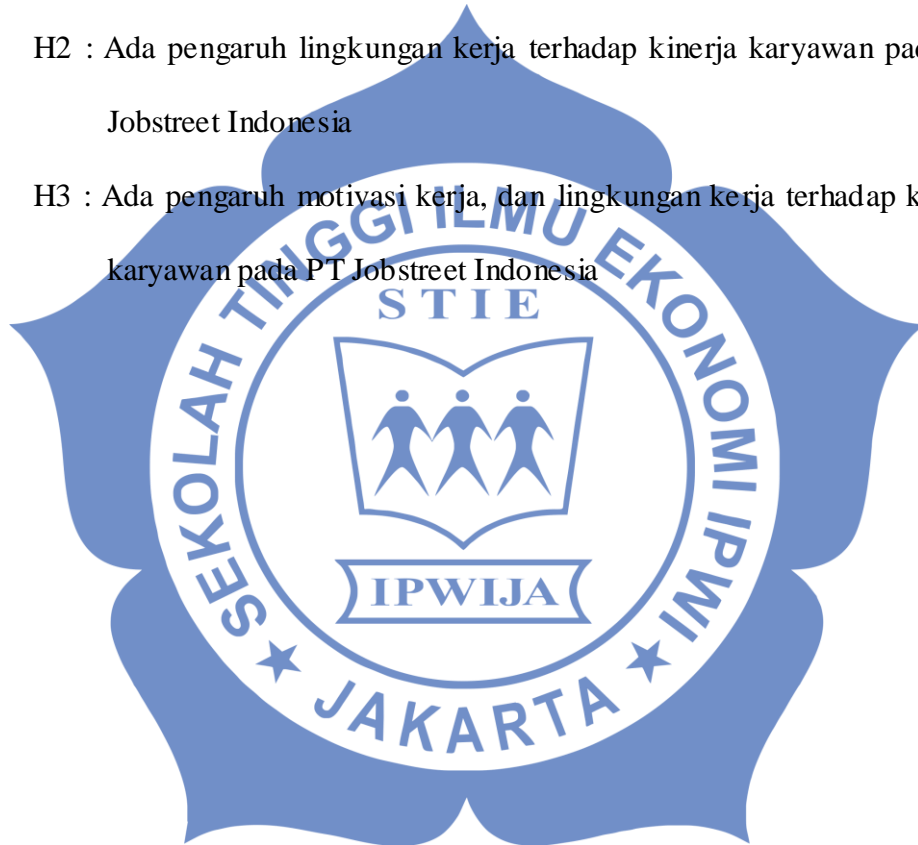 H2 : Ada pengaruh lingkungan kerja terhadap kinerja karyawan pad
Jobstreet Indonesia
H3 : Ada pengaruh motivasi kerja, dan lingkungan kerja terhadap k
karyawan pada PT Jobstreet Indonesia
SEKOLAH TINGGI ILMU EKONOMI IPWI
STIE
IPWIJA
JAKARTA